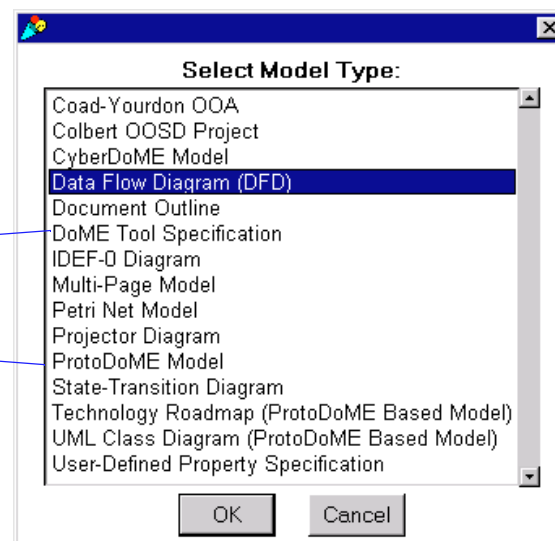 Select Model Type:
Coad-Yourdon OOA
Colbert OOSD Project
CyberDoME Model
Data Flow Diagram (DFD)
Document Outline
DoME Tool Specification
IDEF-0 Diagram
Multi-Page Model
Petri Net Model
Projector Diagram
ProtoDoME Model
State-Transition Diagram
Technology Roadmap (ProtoDoME Based Model)
UML Class Diagram (ProtoDoME Based Model)
User-Defined Property Specification
OK Cancel